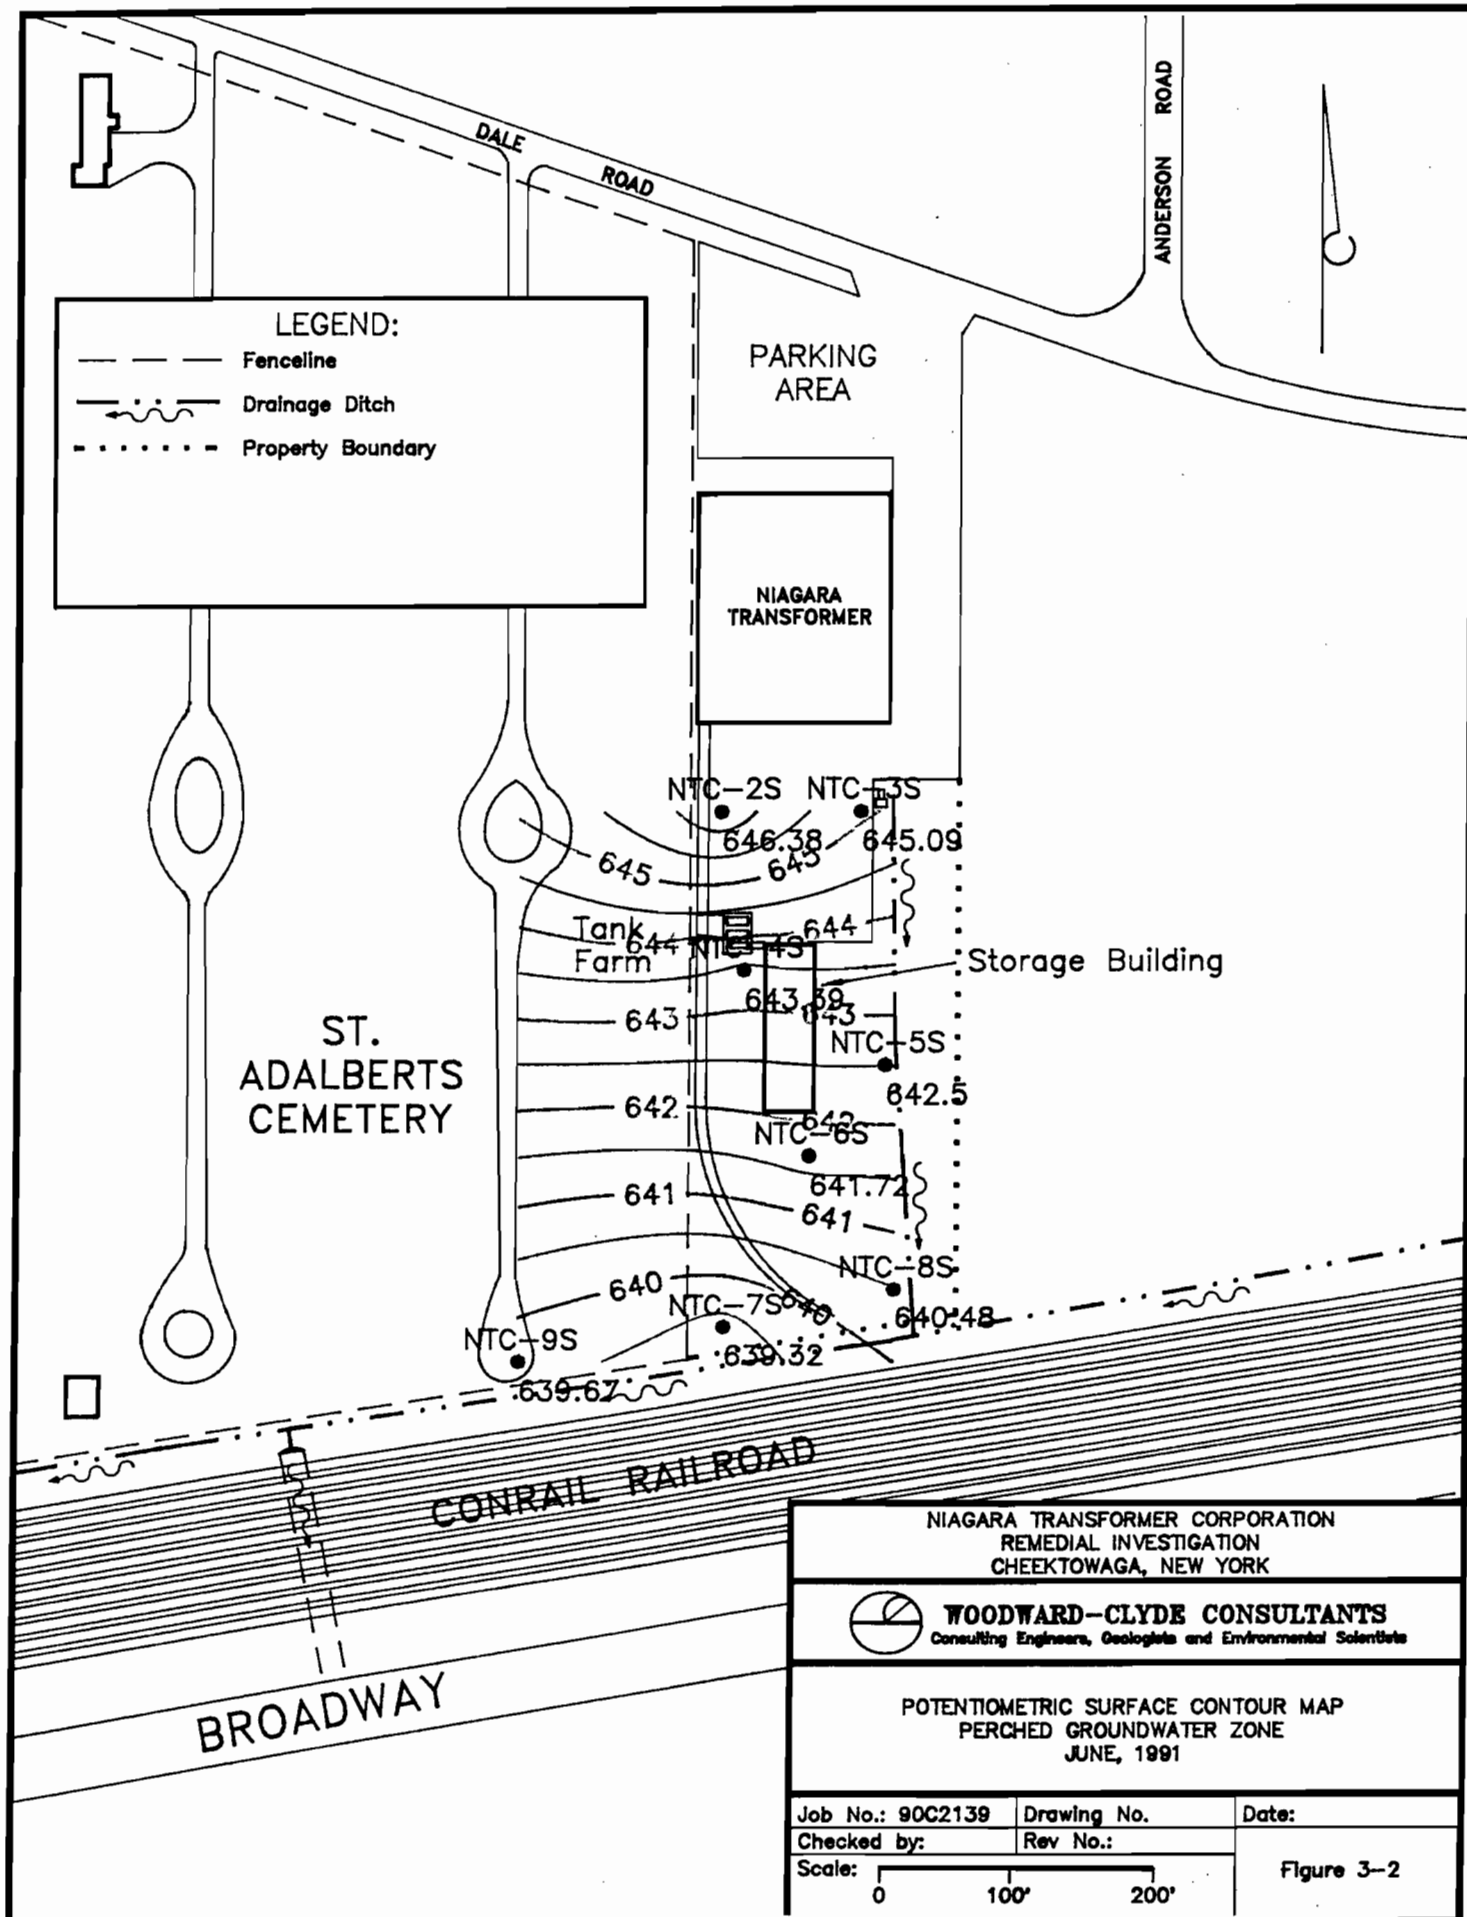 DALE ROAD
ANDERSON ROAD
LEGEND:
Fenceline
Drainage Ditch
Property Boundary
PARKING
AREA
NIAGARA
TRANSFORMER
NTC-2S
NTC-3S
646.38
645.09
645
645
Tank
Farm
644
644
NTC-4S
643.39
Storage Building
643
643
NTC-5S
642.5
ST.
ADALBERTS
CEMETERY
642
642
NTC-6S
641.72
641
641
NTC-8S
640.48
640
640
NTC-7S
639.32
NTC-9S
639.67
CONRAIL RAILROAD
BROADWAY
NIAGARA TRANSFORMER CORPORATION
REMEDIAL INVESTIGATION
CHEEKTOWAGA, NEW YORK
WOODWARD-CLYDE CONSULTANTS
Consulting Engineers, Geologists and Environmental Scientists
POTENTIOMETRIC SURFACE CONTOUR MAP
PERCHED GROUNDWATER ZONE
JUNE, 1991
Job No.: 90C2139
Drawing No.
Date:
Checked by:
Rev No.:
Scale:
0 100' 200'
Figure 3-2